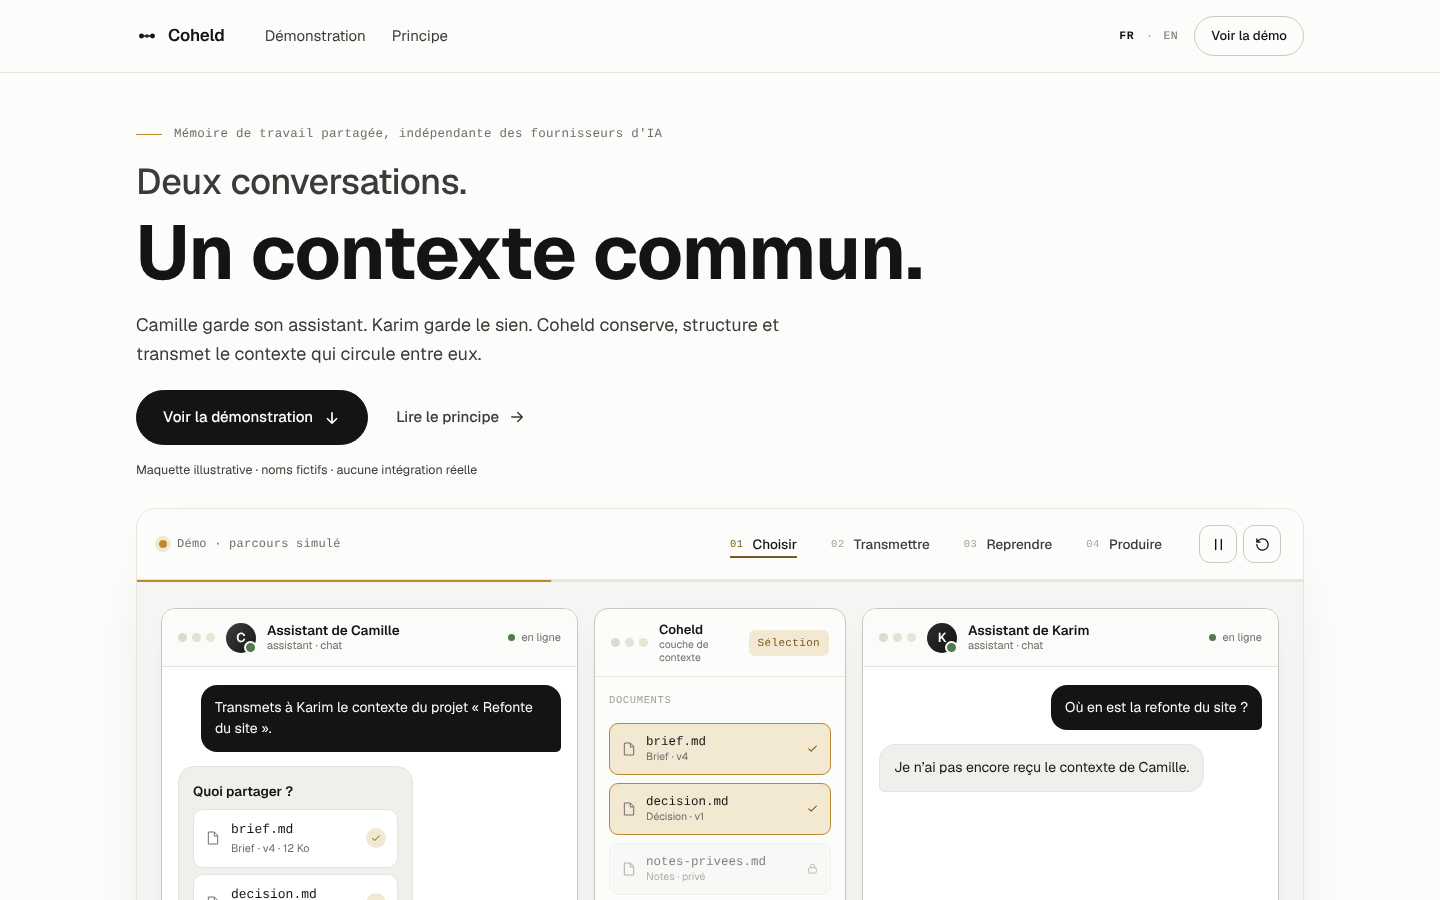 Coheld
Démonstration
Principe
FR · EN
Voir la démo
Mémoire de travail partagée, indépendante des fournisseurs d'IA
Deux conversations.
Un contexte commun.
Camille garde son assistant. Karim garde le sien. Coheld conserve, structure et
transmet le contexte qui circule entre eux.
Voir la démonstration ↓
Lire le principe →
Maquette illustrative · noms fictifs · aucune intégration réelle
Démo · parcours simulé
01 Choisir
02 Transmettre
03 Reprendre
04 Produire
C
Assistant de Camille
assistant · chat
en ligne
Transmets à Karim le contexte du projet « Refonte
du site ».
Quoi partager ?
brief.md
Brief · v4 · 12 Ko
decision.md
Coheld
couche de
contexte
Sélection
DOCUMENTS
brief.md
Brief · v4
decision.md
Décision · v1
notes-privees.md
Notes · privé
K
Assistant de Karim
assistant · chat
en ligne
Où en est la refonte du site ?
Je n’ai pas encore reçu le contexte de Camille.